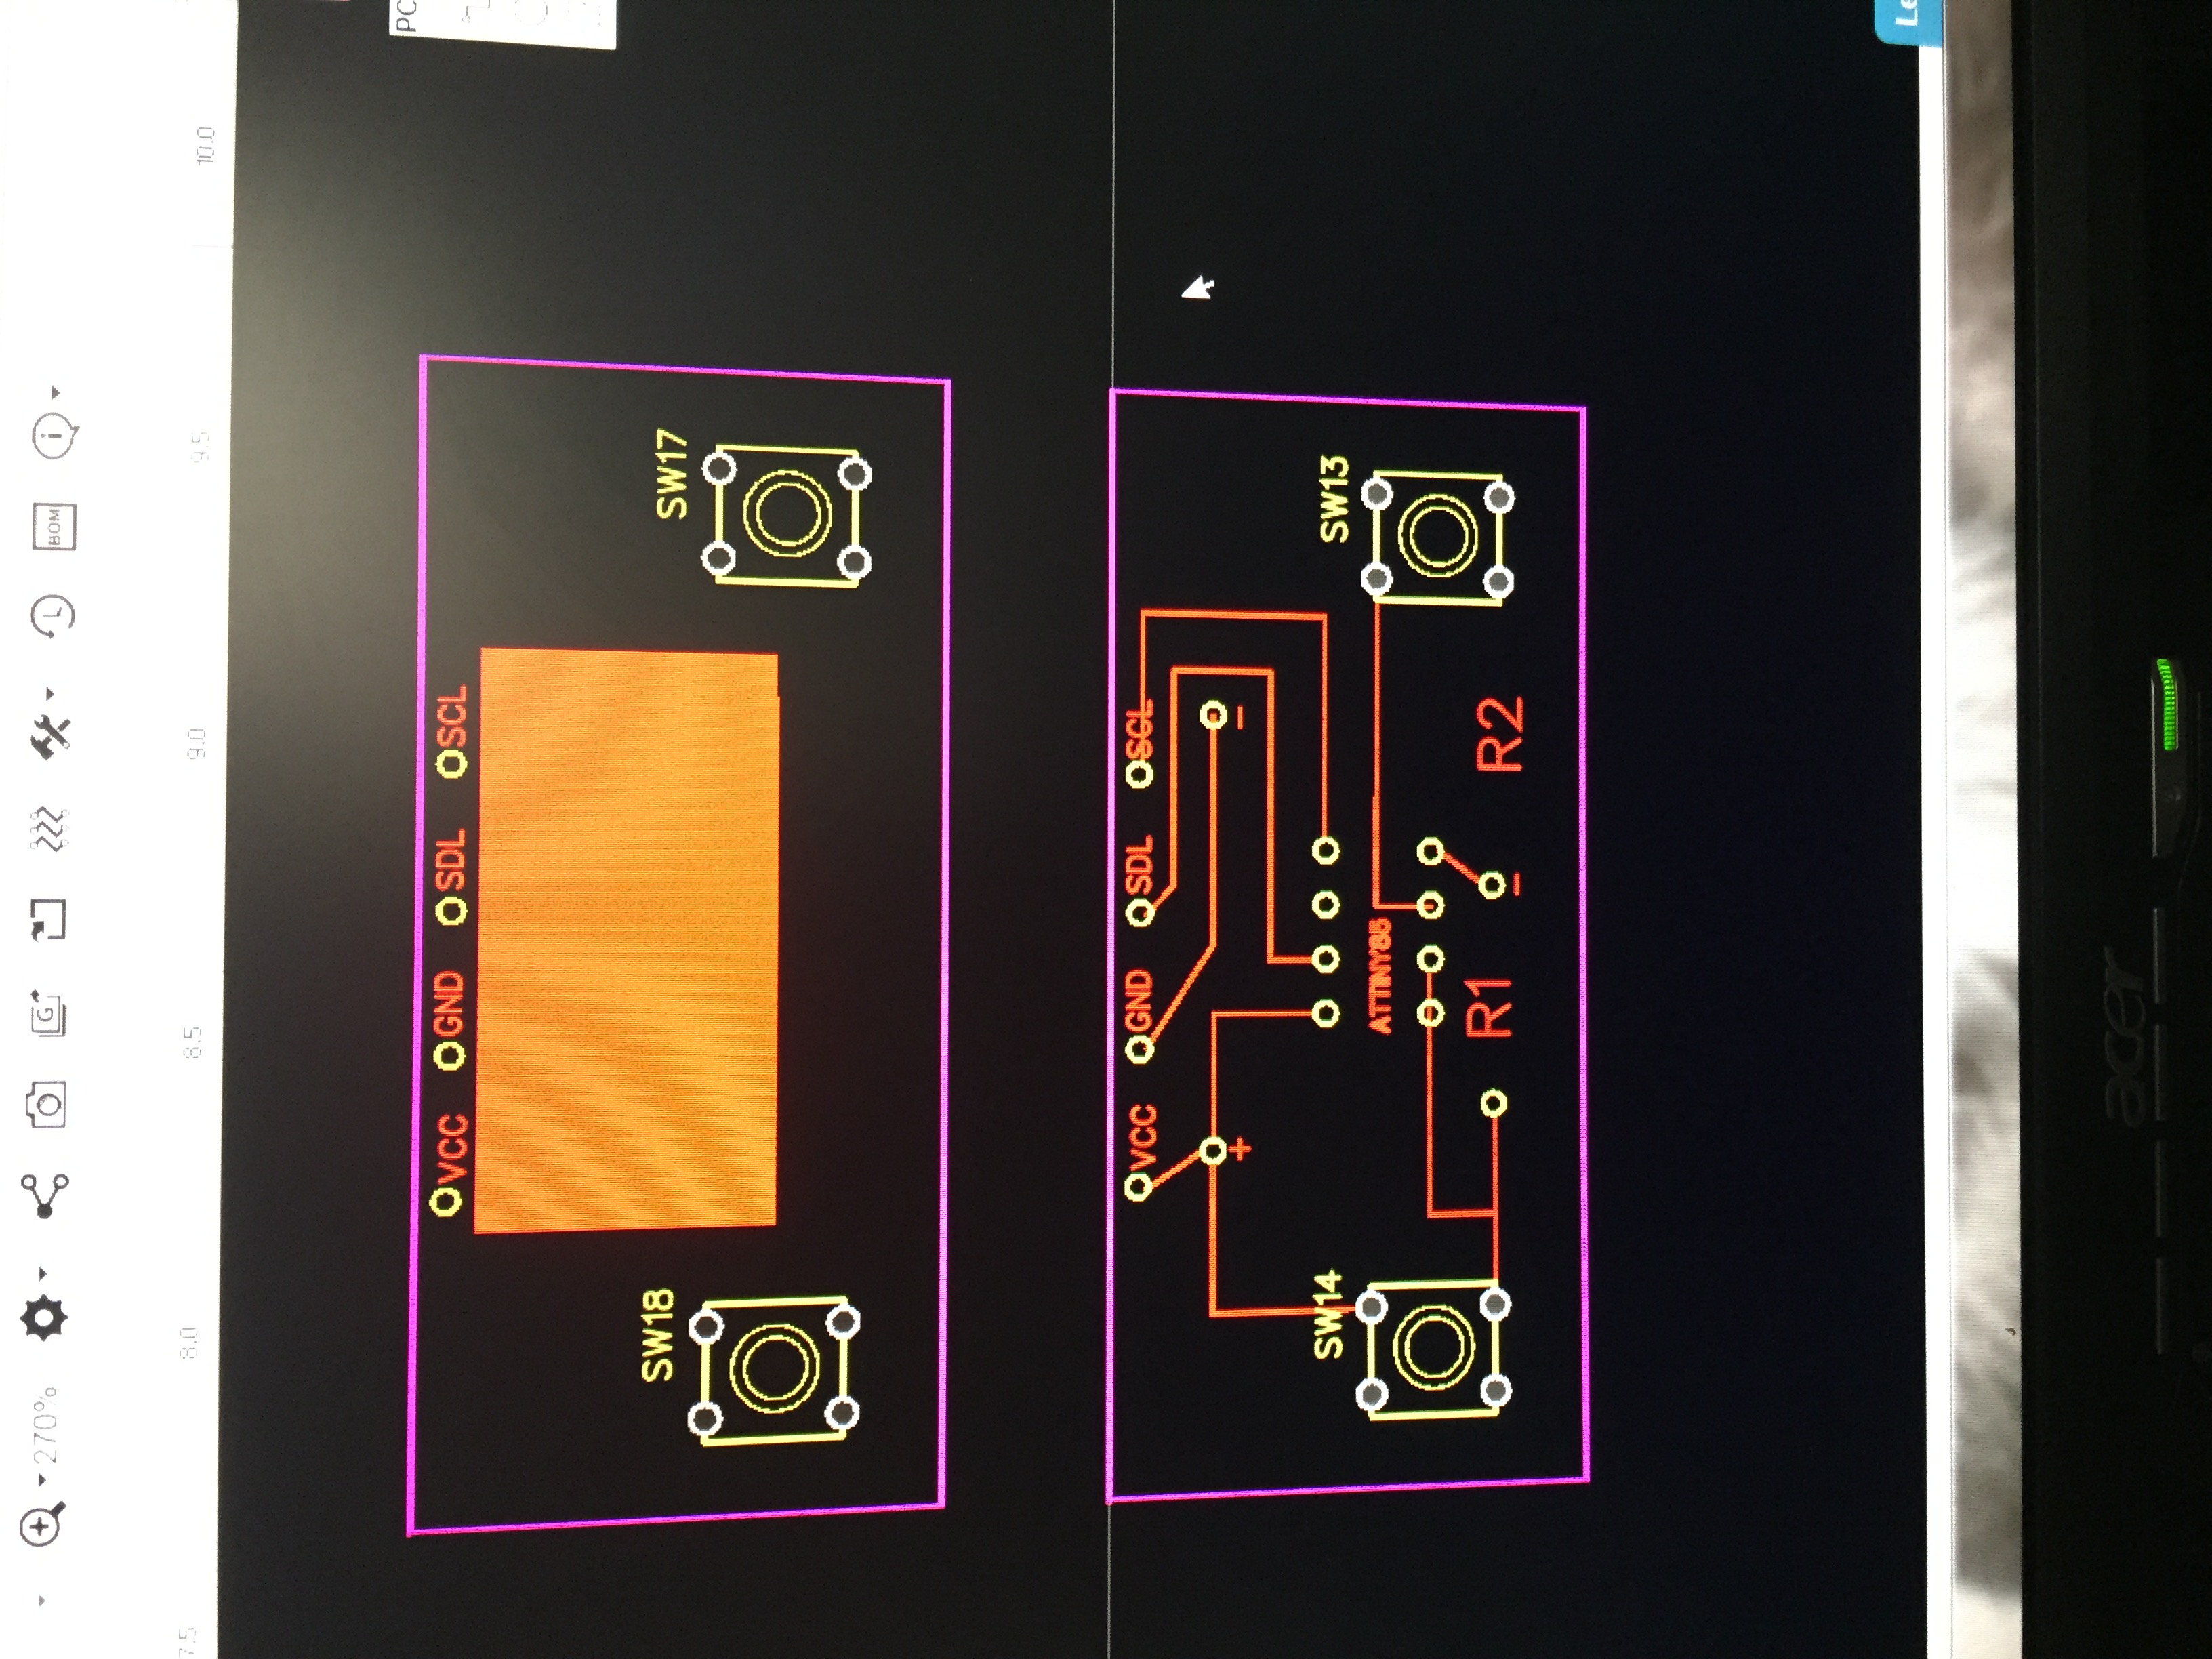 270%
G
BOM
i
7.5 8.0 8.5 9.0 9.5 10.0
PC
VCC GND SDL SCL
SW18
SW17
VCC GND SDL SCL
+
−
SW14
SW13
ATTINY85
R1
R2
−
Le
acer